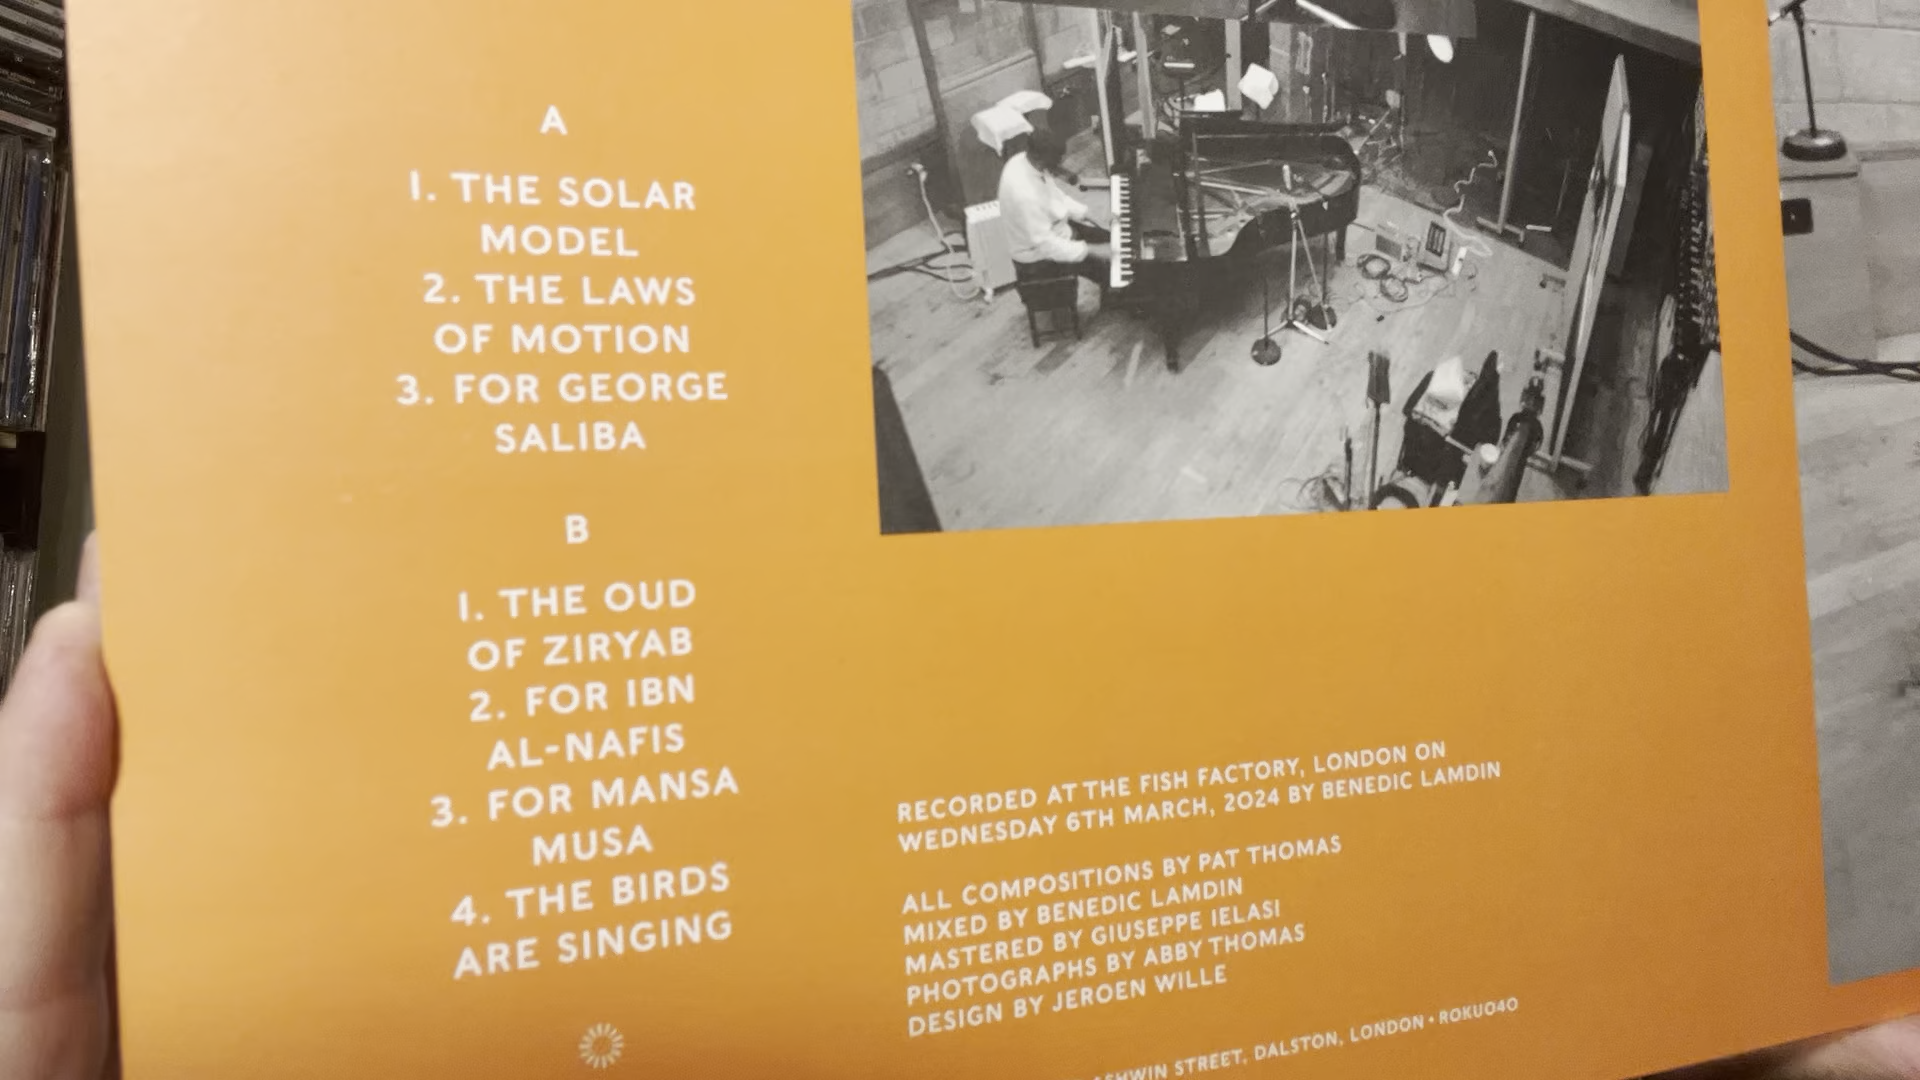 A
1. THE SOLAR
MODEL
2. THE LAWS
OF MOTION
3. FOR GEORGE
SALIBA
B
1. THE OUD
OF ZIRYAB
2. FOR IBN
AL-NAFIS
3. FOR MANSA
MUSA
4. THE BIRDS
ARE SINGING
RECORDED AT THE FISH FACTORY, LONDON ON
WEDNESDAY 6TH MARCH, 2024 BY BENEDIC LAMDIN
ALL COMPOSITIONS BY PAT THOMAS
MIXED BY BENEDIC LAMDIN
MASTERED BY GIUSEPPE IELASI
PHOTOGRAPHS BY ABBY THOMAS
DESIGN BY JEROEN WILLE
STREET, DALSTON, LONDON • ROKU040